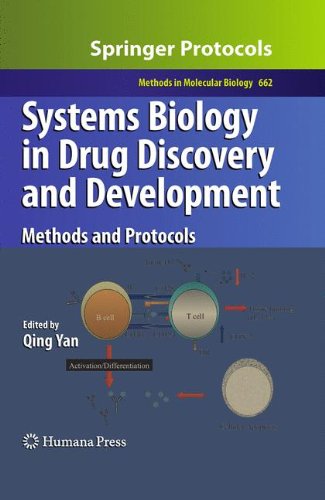 Springer Protocols
Methods in Molecular Biology 662
Systems Biology
in Drug Discovery
and Development
Methods and Protocols
B cell
T cell
Edited by
Qing Yan
Activation/Differentiation
Humana Press